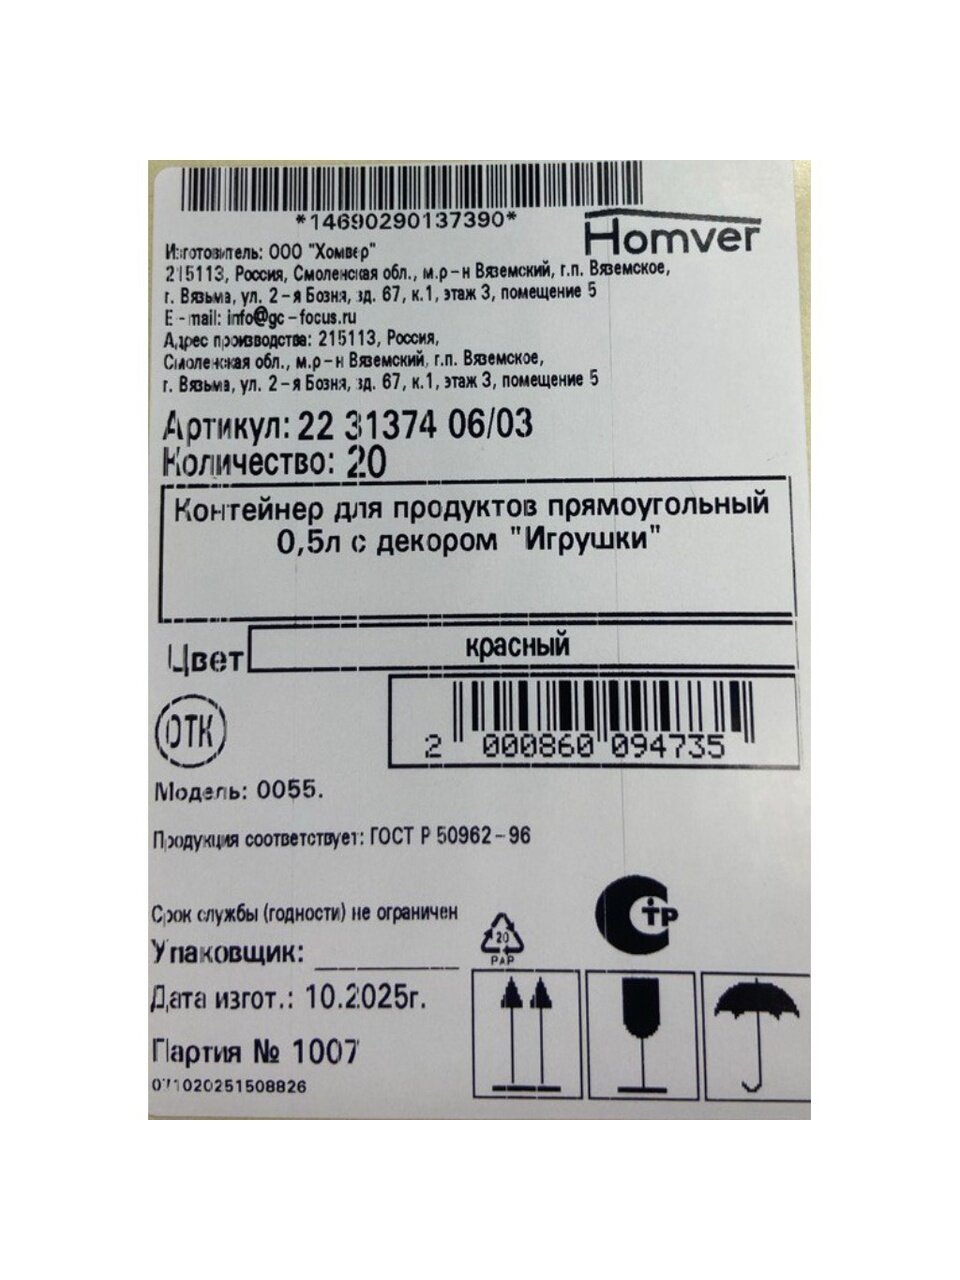 *14690290137390*
Homver
Изготовитель: ООО "Хомвер"
215113, Россия, Смоленская обл., м.р-н Вяземский, г.п. Вяземское,
г. Вязьма, ул. 2-я Бозня, зд. 67, к.1, этаж 3, помещение 5
E-mail: info@gc-focus.ru
Адрес производства: 215113, Россия,
Смоленская обл., м.р-н Вяземский, г.п. Вяземское,
г. Вязьма, ул. 2-я Бозня, зд. 67, к.1, этаж 3, помещение 5
Артикул: 22 31374 06/03
Количество: 20
Контейнер для продуктов прямоугольный
0,5л с декором "Игрушки"
Цвет красный
2 000860 094735
ОТК
Модель: 0055.
Продукция соответствует: ГОСТ Р 50962-96
Срок службы (годности) не ограничен
Упаковщик:
20
PAP
СТР
Дата изгот.: 10.2025г.
Партия № 1007
071020251508826